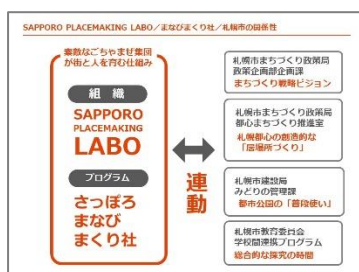 SAPPORO PLACEMAKING LABO／まなびまくり社／札幌市の関係性
素敵なごちゃまぜ集団
が街と人を育む仕組み
組織
SAPPORO
PLACEMAKING
LABO
プログラム
さっぽろ
まなび
まくり社
連動
札幌市まちづくり政策局
政策企画部企画課
まちづくり戦略ビジョン
札幌市まちづくり政策局
都心まちづくり推進室
札幌都心の創造的な
「居場所づくり」
札幌市建設局
みどりの管理課
都市公園の「普段使い」
札幌市教育委員会
学校間連携プログラム
総合的な探究の時間